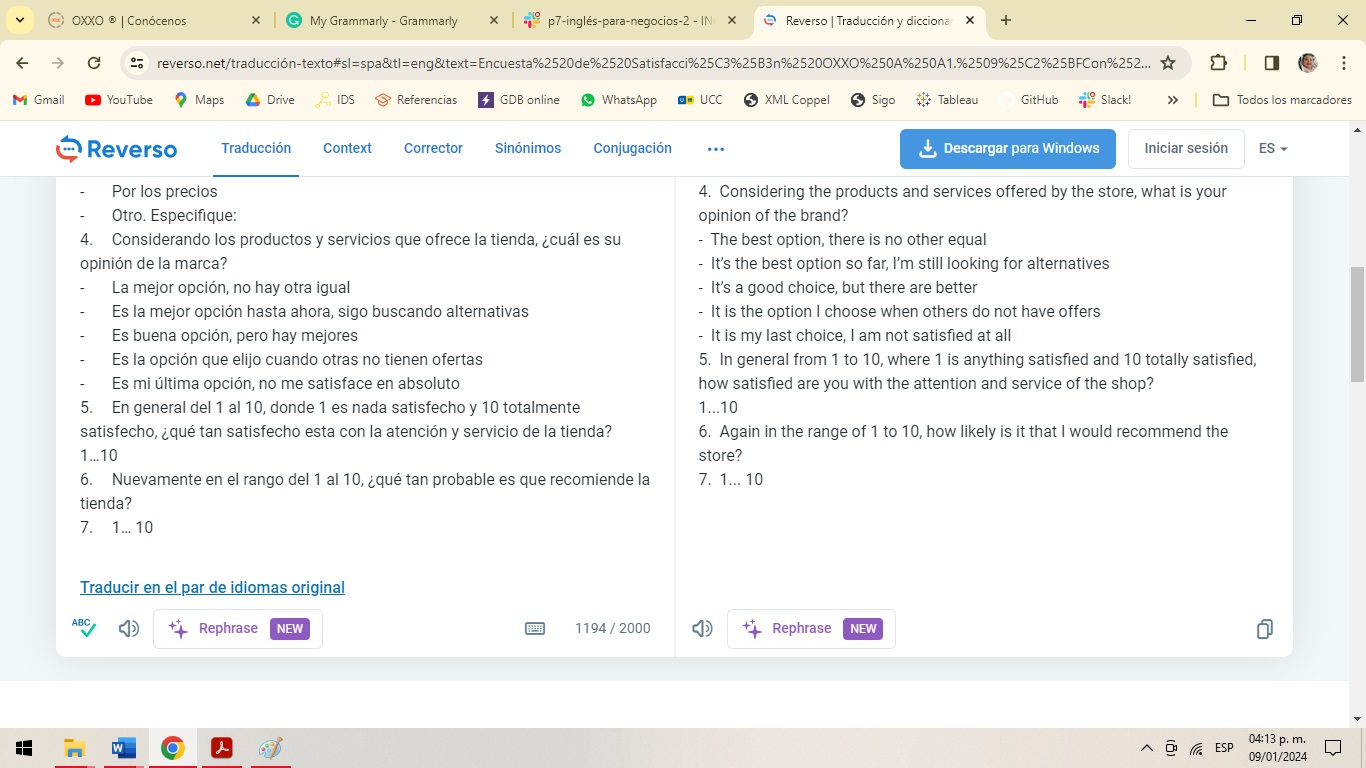 OXXO ® | Conócenos
My Grammarly - Grammarly
p7-inglés-para-negocios-2 - IN
Reverso | Traducción y dicciona
reverso.net/traducción-texto#sl=spa&tl=eng&text=Encuesta%2520de%2520Satisfacci%25C3%25B3n%2520OXXO%250A%250A1.%2509%25C2%25BFCon%252...
Gmail
YouTube
Maps
Drive
IDS
Referencias
GDB online
WhatsApp
UCC
XML Coppel
Sigo
Tableau
GitHub
Slack!
»
Todos los marcadores
Reverso
Traducción
Context
Corrector
Sinónimos
Conjugación
...
Descargar para Windows
Iniciar sesión
ES
- Por los precios
- Otro. Especifique:
4. Considerando los productos y servicios que ofrece la tienda, ¿cuál es su
opinión de la marca?
- La mejor opción, no hay otra igual
- Es la mejor opción hasta ahora, sigo buscando alternativas
- Es buena opción, pero hay mejores
- Es la opción que elijo cuando otras no tienen ofertas
- Es mi última opción, no me satisface en absoluto
5. En general del 1 al 10, donde 1 es nada satisfecho y 10 totalmente
satisfecho, ¿qué tan satisfecho esta con la atención y servicio de la tienda?
1…10
6. Nuevamente en el rango del 1 al 10, ¿qué tan probable es que recomiende la
tienda?
7. 1… 10
Traducir en el par de idiomas original
ABC
Rephrase NEW
1194 / 2000
4. Considering the products and services offered by the store, what is your
opinion of the brand?
- The best option, there is no other equal
- It’s the best option so far, I’m still looking for alternatives
- It’s a good choice, but there are better
- It is the option I choose when others do not have offers
- It is my last choice, I am not satisfied at all
5. In general from 1 to 10, where 1 is anything satisfied and 10 totally satisfied,
how satisfied are you with the attention and service of the shop?
1...10
6. Again in the range of 1 to 10, how likely is it that I would recommend the
store?
7. 1... 10
Rephrase NEW
ESP
04:13 p. m.
09/01/2024